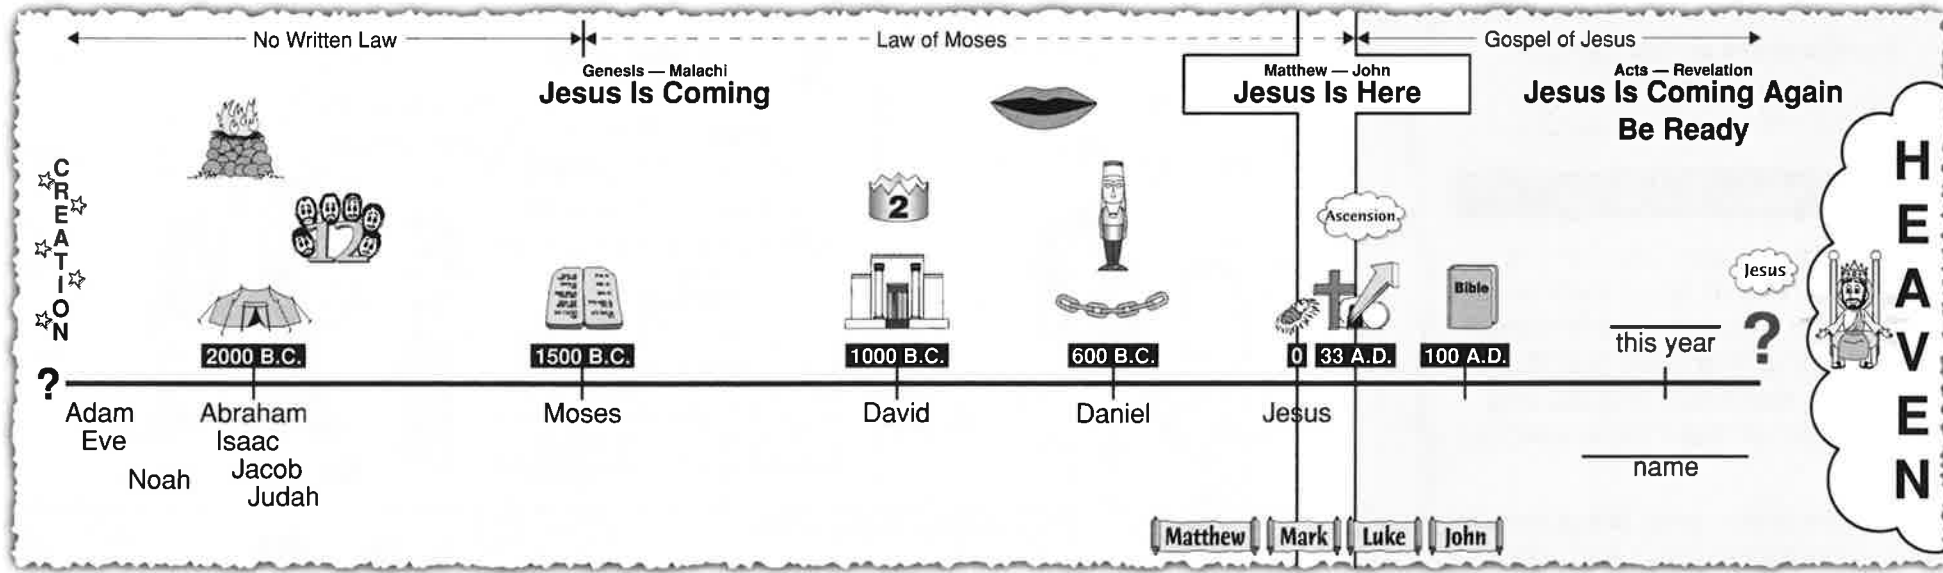 No Written Law
Law of Moses
Gospel of Jesus
Genesis — Malachi
Jesus Is Coming
Matthew — John
Jesus Is Here
Acts — Revelation
Jesus Is Coming Again
Be Ready
CREATION
12
2
Ascension
Bible
Jesus
?
HEAVEN
2000 B.C.
1500 B.C.
1000 B.C.
600 B.C.
0
33 A.D.
100 A.D.
this year
?
Adam
Eve
Noah
Abraham
Isaac
Jacob
Judah
Moses
David
Daniel
Jesus
name
Matthew
Mark
Luke
John